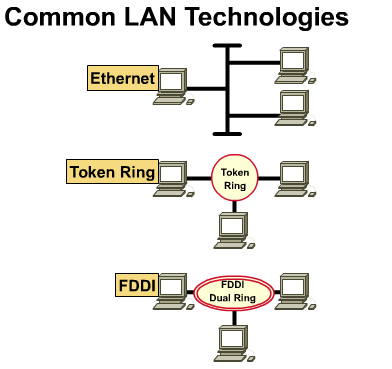 Common LAN Technologies
Ethernet
Token Ring
Token
Ring
FDDI
FDDI
Dual Ring